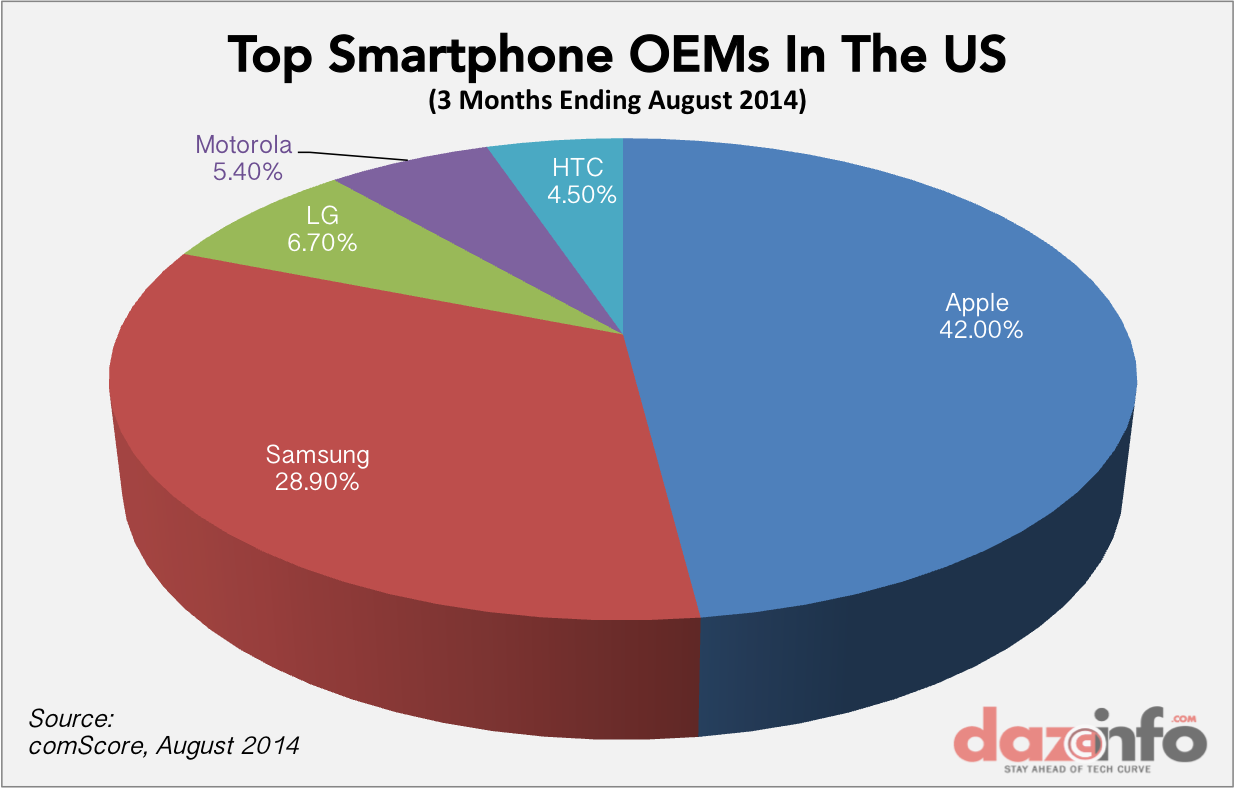 Top Smartphone OEMs In The US
(3 Months Ending August 2014)
Motorola
5.40%
HTC
4.50%
LG
6.70%
Apple
42.00%
Samsung
28.90%
Source:
comScore, August 2014
dazeinfo
.COM
STAY AHEAD OF TECH CURVE